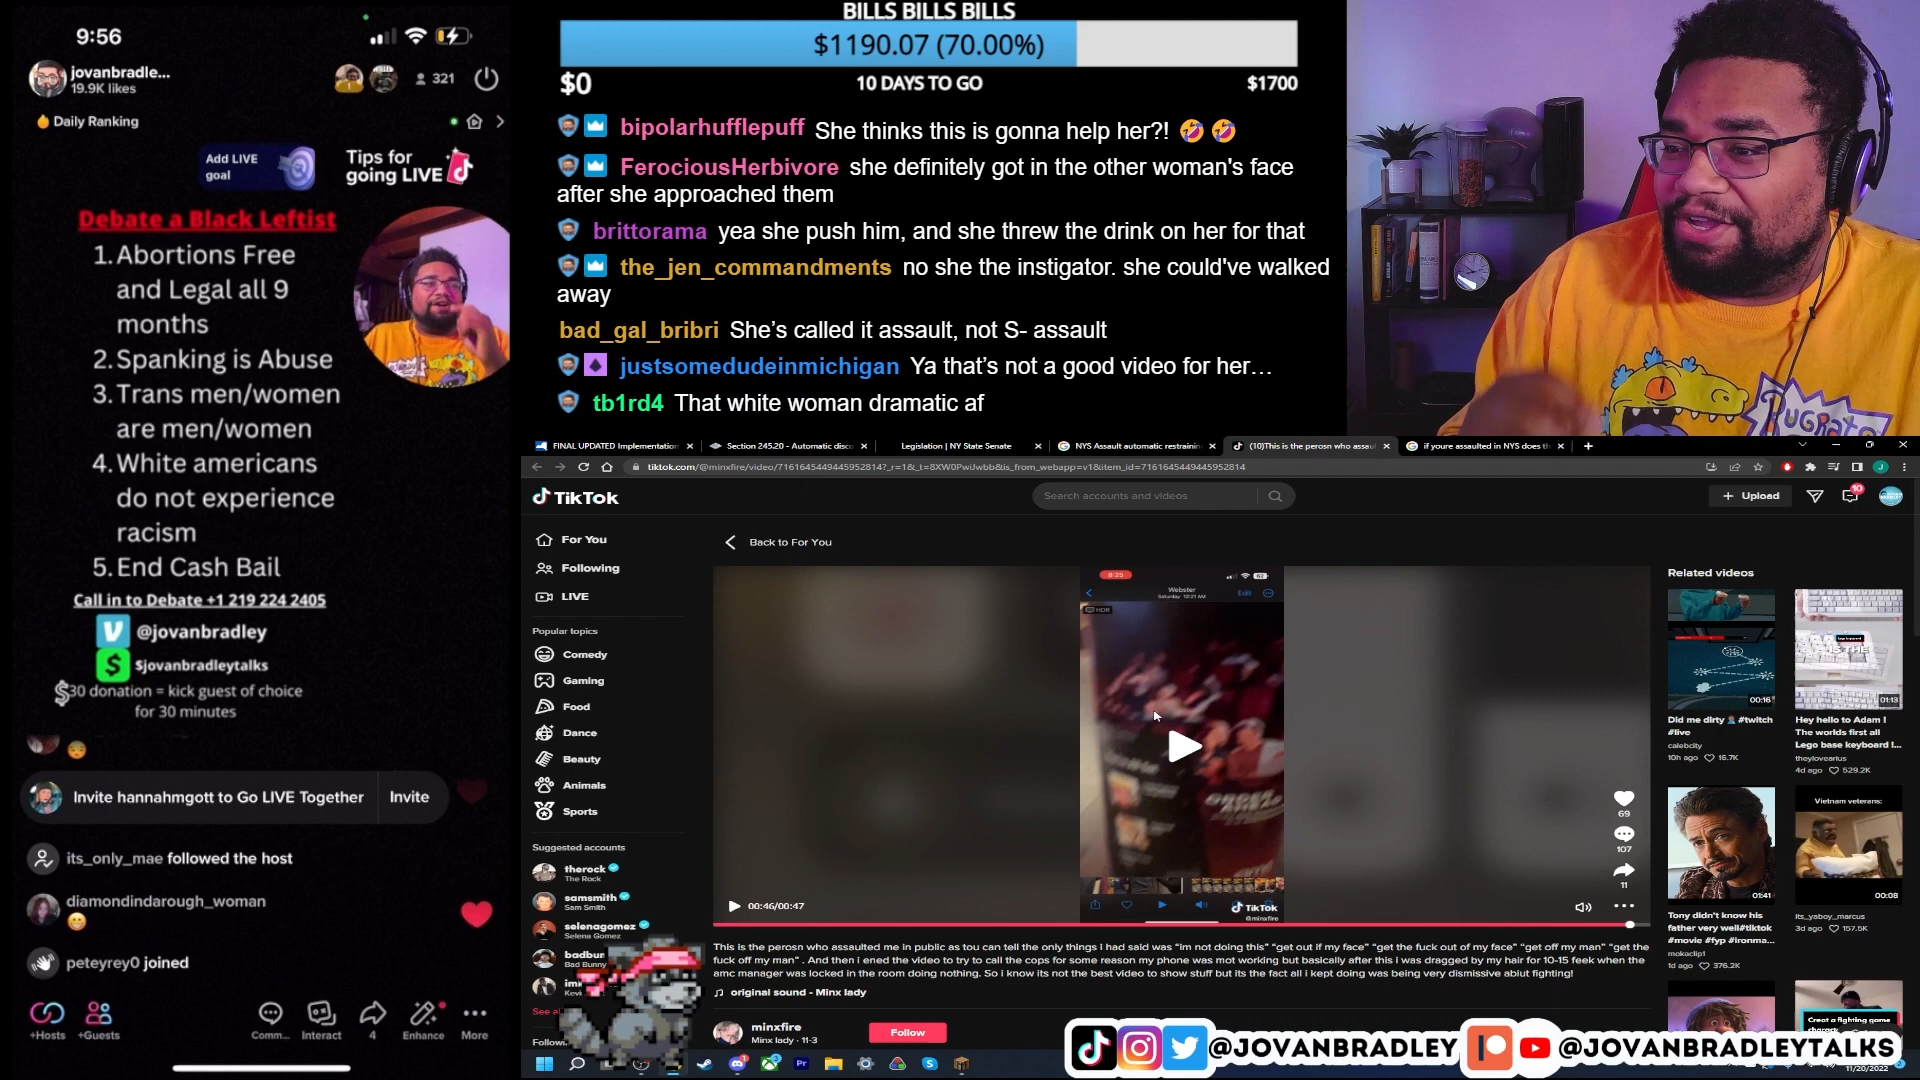 9:56
jovanbradle...
19.9K likes
321
Daily Ranking
Add LIVE
goal
Tips for
going LIVE
Debate a Black Leftist
1. Abortions Free
and Legal all 9
months
2. Spanking is Abuse
3. Trans men/women
are men/women
4. White americans
do not experience
racism
5. End Cash Bail
Call in to Debate +1 219 224 2405
@jovanbradley
$jovanbradleytalks
$30 donation = kick guest of choice
for 30 minutes
Invite hannahmgott to Go LIVE Together
Invite
its_only_mae followed the host
diamondindarough_woman
peteyrey0 joined
+Hosts
+Guests
Comm...
Interact
4
Enhance
More
BILLS BILLS BILLS
$1190.07 (70.00%)
$0
10 DAYS TO GO
$1700
bipolarhufflepuff She thinks this is gonna help her?! 🤣 🤣
FerociousHerbivore she definitely got in the other woman's face
after she approached them
brittorama yea she push him, and she threw the drink on her for that
the_jen_commandments no she the instigator. she could've walked
away
bad_gal_bribri She's called it assault, not S- assault
justsomedudeinmichigan Ya that's not a good video for her...
tb1rd4 That white woman dramatic af
RUGRATS
FINAL UPDATED Implementation
Section 245.20 - Automatic disco
Legislation | NY State Senate
NYS Assault automatic restrainin
(10)This is the perosn who assau
if youre assaulted in NYS does th
tiktok.com/@minxfire/video/7161645449445952814?_r=1&_t=8XW0PwiJwbb&is_from_webapp=v1&item_id=7161645449445952814
TikTok
Search accounts and videos
Upload
10
For You
Following
LIVE
Popular topics
Comedy
Gaming
Food
Dance
Beauty
Animals
Sports
Suggested accounts
therock
The Rock
samsmith
Sam Smith
selenagomez
Selena Gomez
badbun
Bad Bunny
Back to For You
8:25
Webster
Saturday 12:21 AM
Edit
HDR
TikTok
@minxfire
00:46/00:47
69
107
11
This is the perosn who assaulted me in public as tou can tell the only things i had said was "im not doing this" "get out if my face" "get the fuck out of my face" "get off my man" "get the
fuck off my man" . And then i ened the video to try to call the cops for some reason my phone was mot working but basically after this i was dragged by my hair for 10-15 feek when the
amc manager was locked in the room doing nothing. So i know its not the best video to show stuff but its the fact all i kept doing was being very dismissive abiut fighting!
original sound - Minx lady
minxfire
Minx lady · 11-3
Follow
Related videos
00:16
Did me dirty #twitch
#live
calebcity
10h ago 16.7K
IS THE
01:13
Hey hello to Adam !
The worlds first all
Lego base keyboard I...
theylovearius
4d ago 529.2K
01:41
Tony didn't know his
father very well#tiktok
#movie #fyp #ironma...
mokaclip1
1d ago 376.2K
Vietnam veterans:
00:08
its_yaboy_marcus
3d ago 157.5K
Creat a fighting game
@JOVANBRADLEY
@JOVANBRADLEYTALKS
11/20/2022